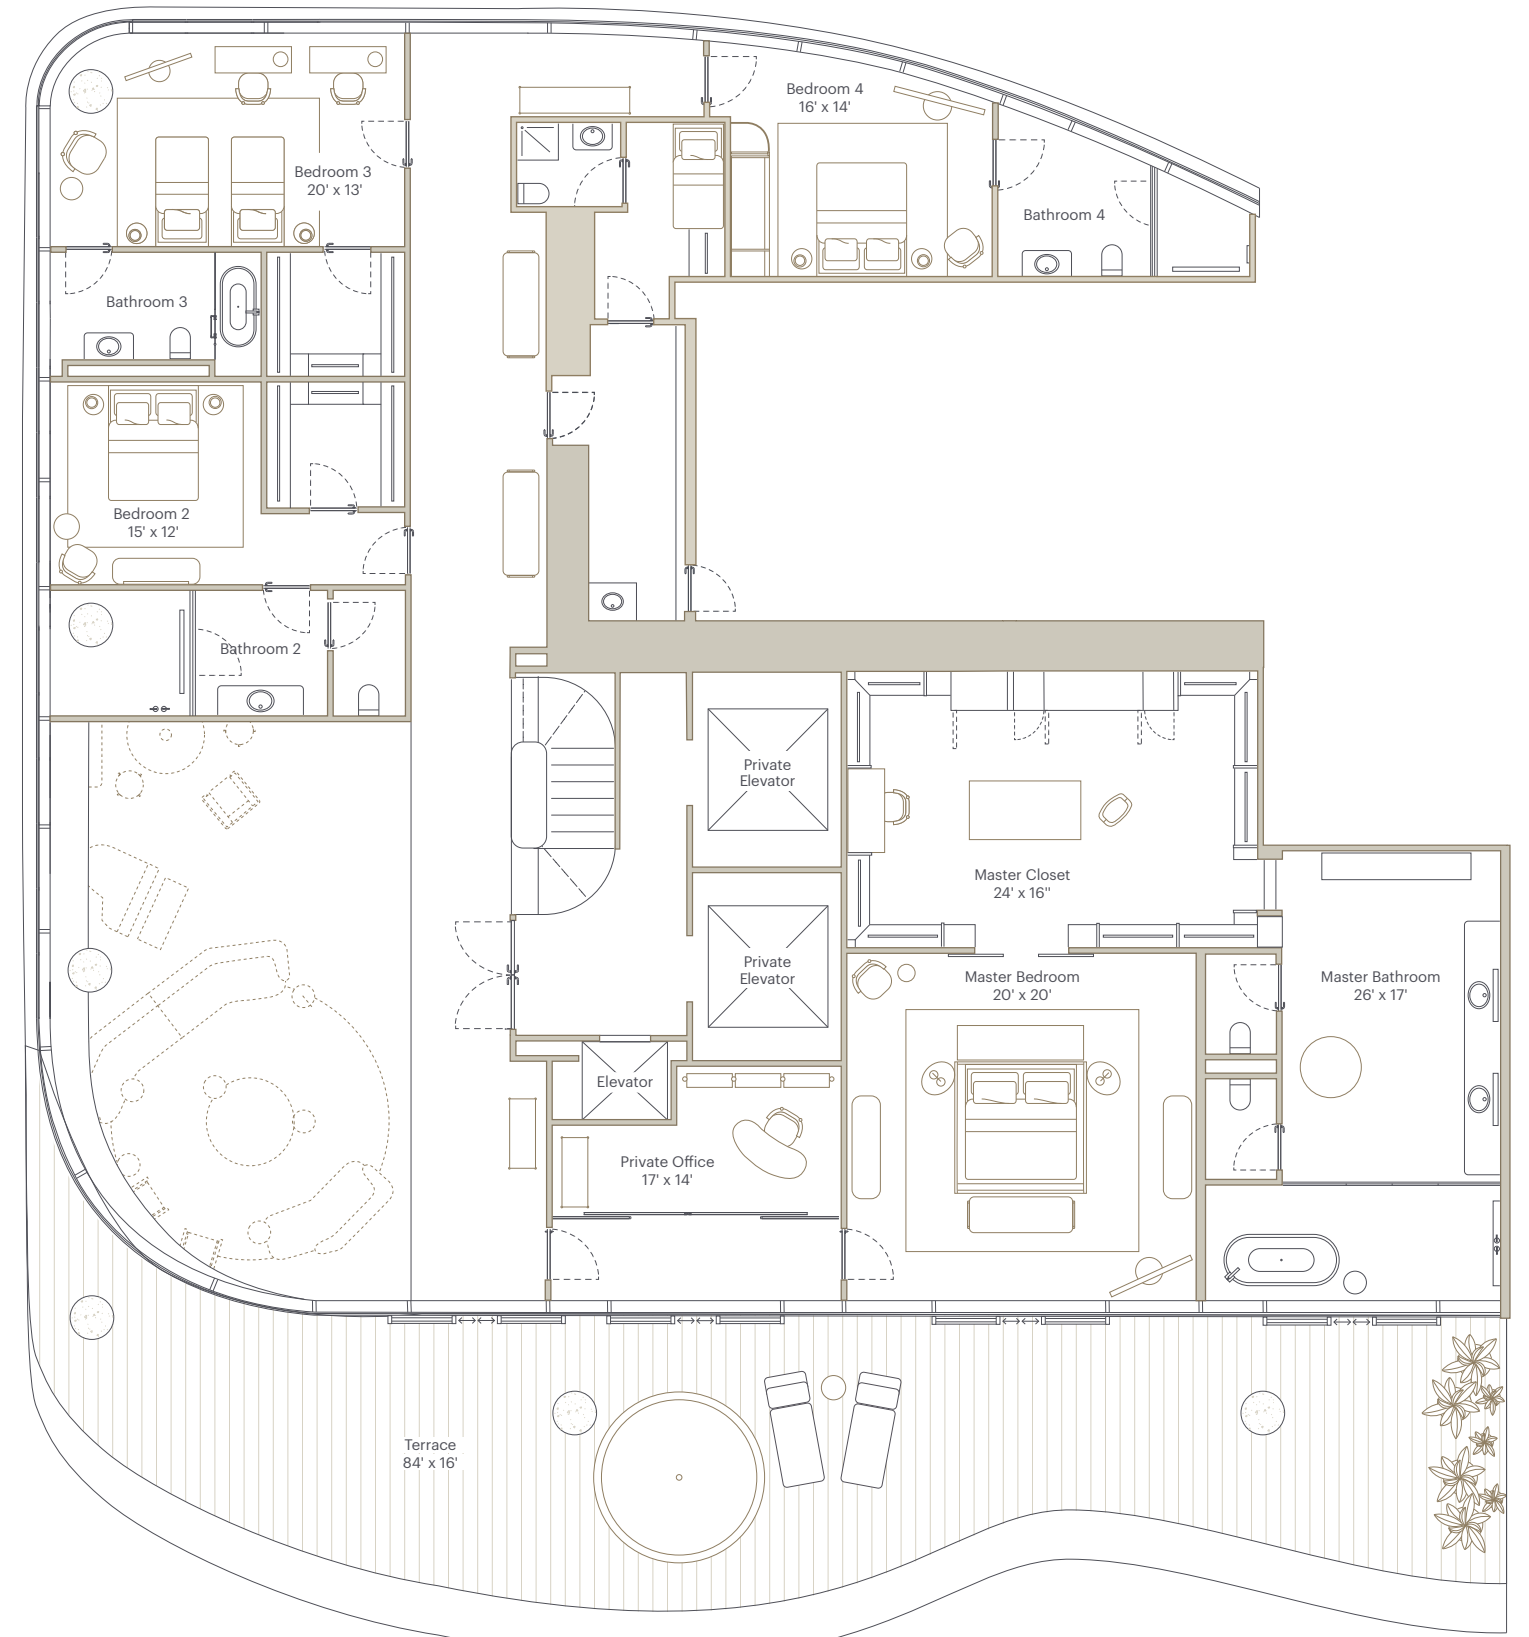 Bedroom 4
16' x 14'
Bedroom 3
20' x 13'
Bathroom 4
Bathroom 3
Bedroom 2
15' x 12'
Bathroom 2
Private
Elevator
Master Closet
24' x 16''
Private
Elevator
Master Bedroom
20' x 20'
Master Bathroom
26' x 17'
Elevator
Private Office
17' x 14'
Terrace
84' x 16'